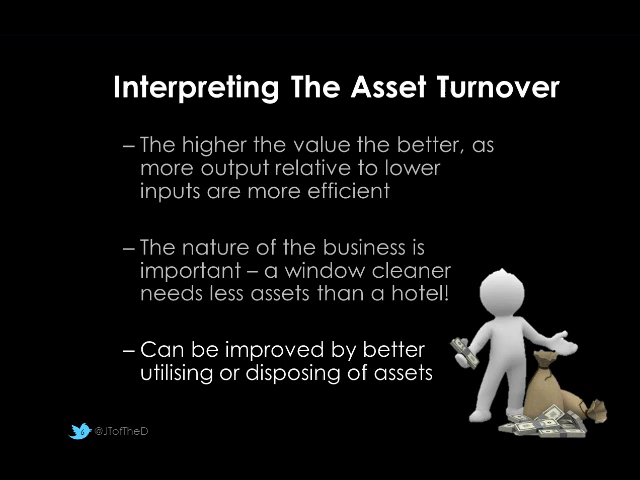 Interpreting The Asset Turnover
– The higher the value the better, as
more output relative to lower
inputs are more efficient
– The nature of the business is
important – a window cleaner
needs less assets than a hotel!
– Can be improved by better
utilising or disposing of assets
@JTofTheD